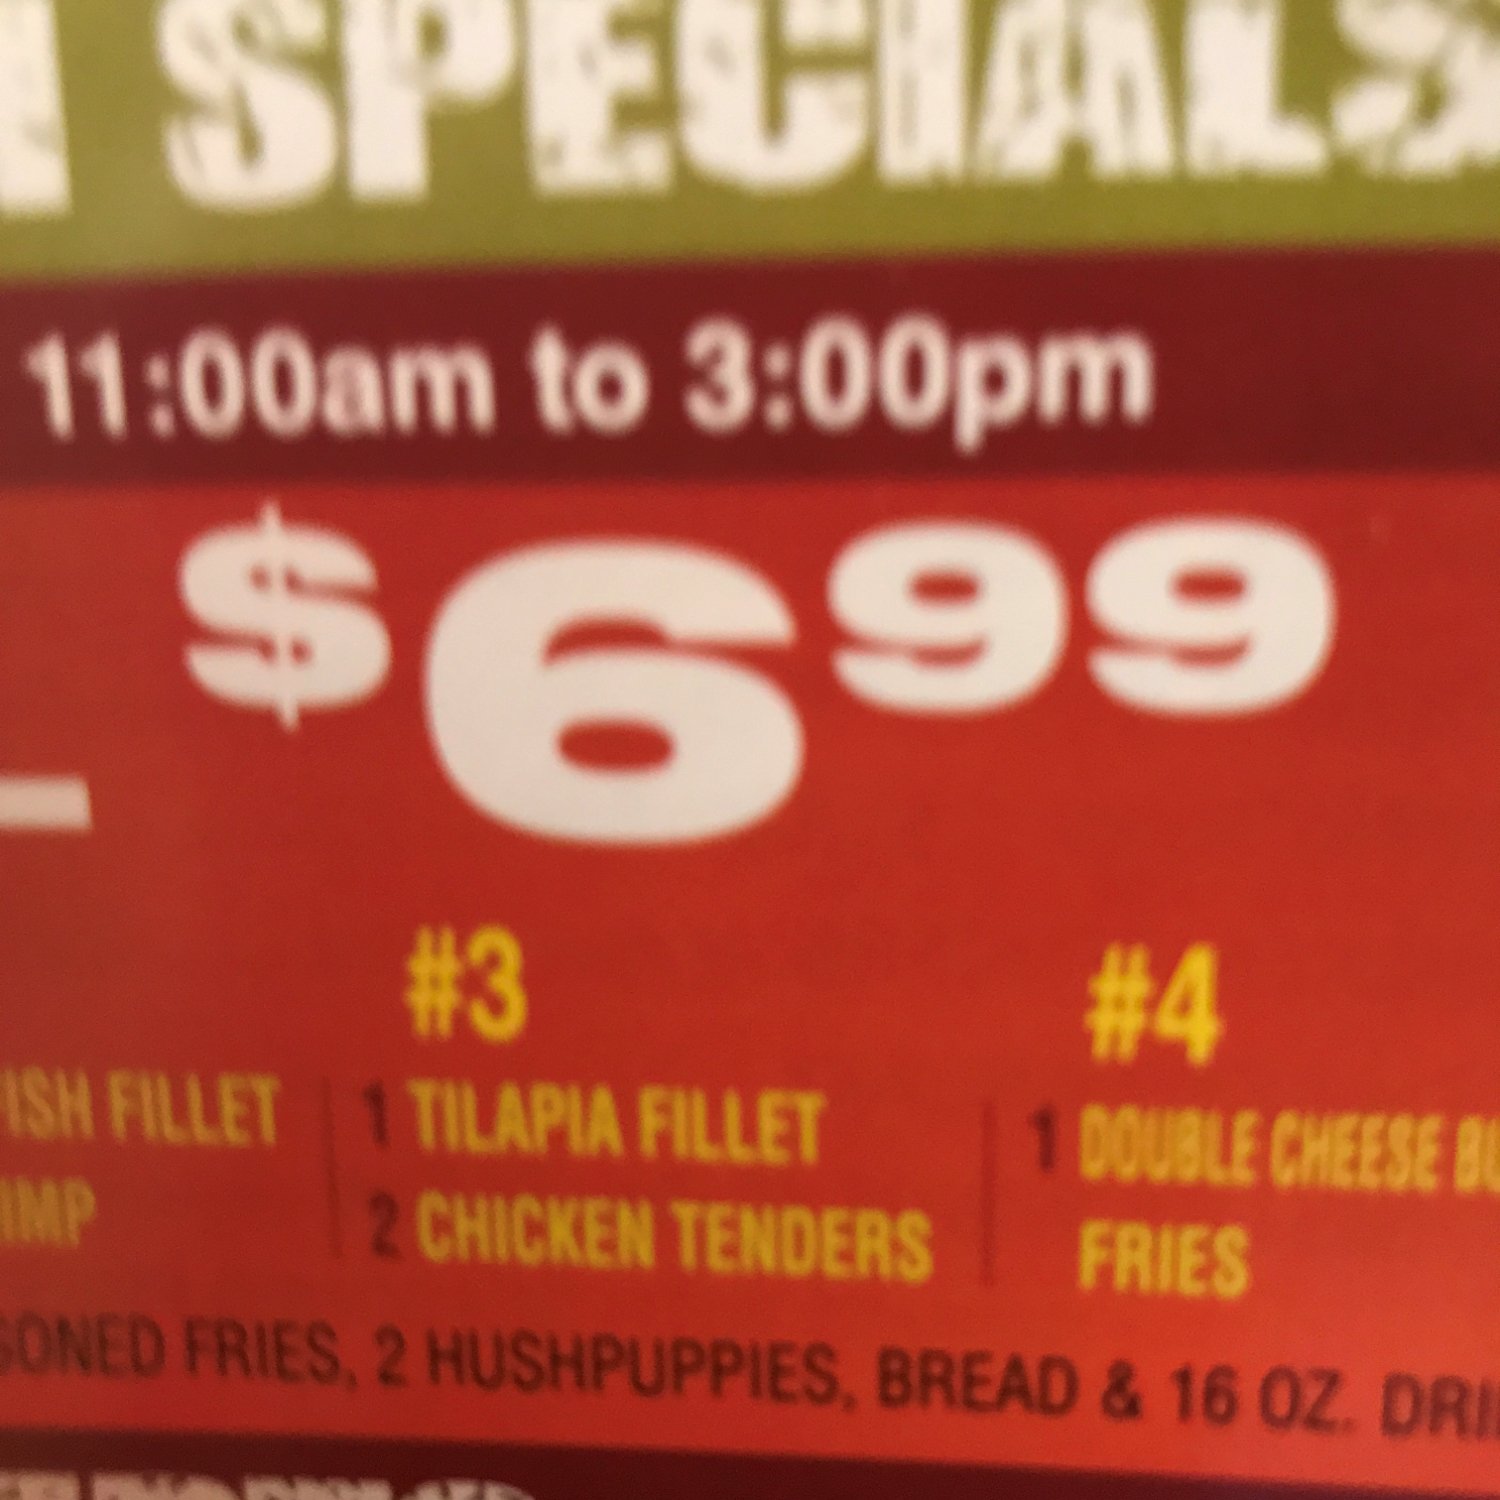 SPECIALS
11:00am to 3:00pm
$6 99
#3
#4
FILLET
1 TILAPIA FILLET
1 DOUBLE CHEESE
2 CHICKEN TENDERS
FRIES
FRIES, 2 HUSHPUPPIES, BREAD & 16 OZ.